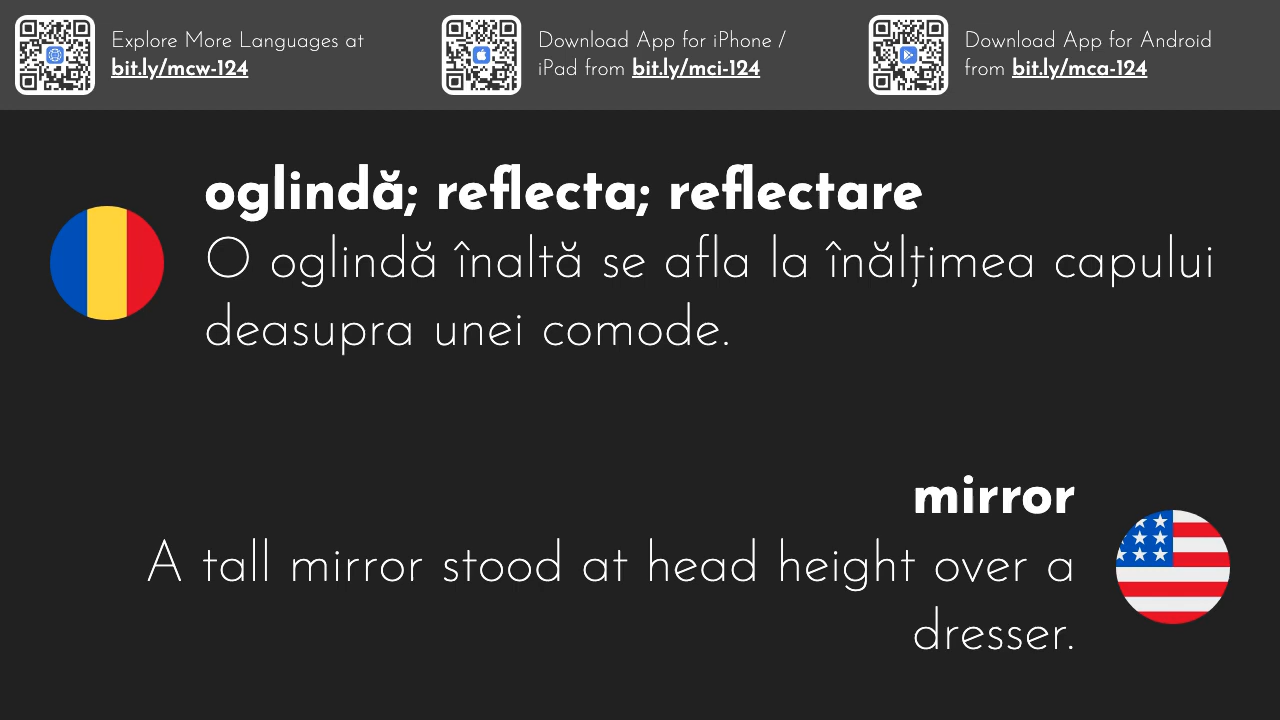 Explore More Languages at
bit.ly/mcw-124
Download App for iPhone /
iPad from bit.ly/mci-124
Download App for Android
from bit.ly/mca-124
oglindă; reflecta; reflectare
O oglindă înaltă se afla la înălțimea capului
deasupra unei comode.
mirror
A tall mirror stood at head height over a
dresser.